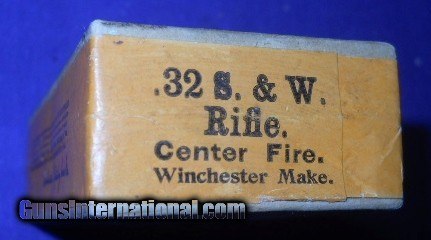 .32 S. & W.
Rifle.
Center Fire.
Winchester Make.
GunsInternational.com